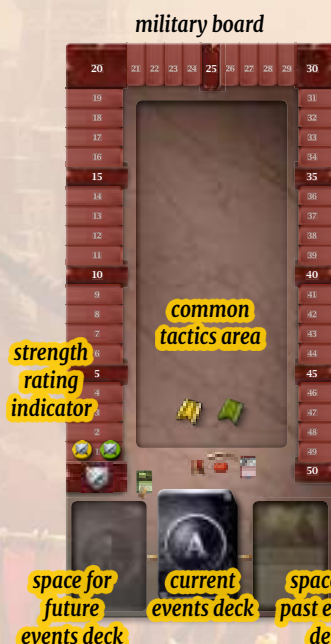 military board
20 21 22 23 24 25 26 27 28 29 30
19 31
18 32
17 33
16 34
15 35
14 36
13 37
12 38
11 39
10 40
9 41
8 42
7 43
6 44
5 45
4 46
47
2 48
49
50
common
tactics area
strength
rating
indicator
A
space for
future
events deck
current
events deck
space
past